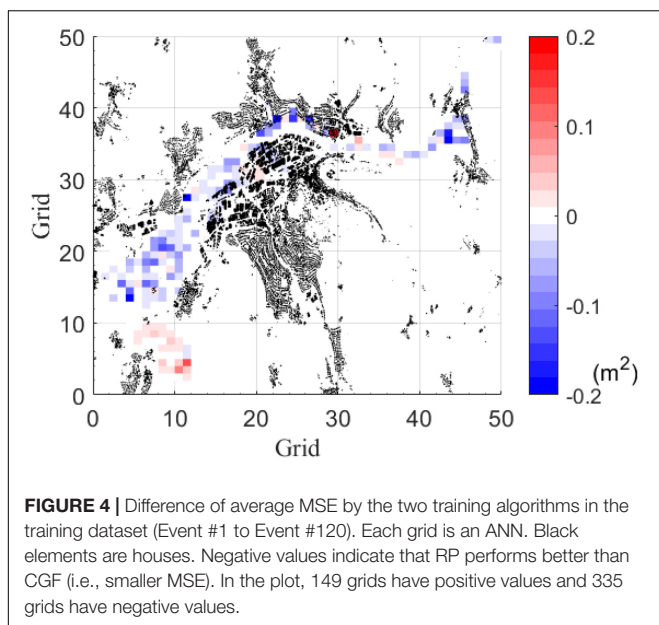 50
40
30
20
10
0
Grid
0 10 20 30 40 50
Grid
0.2
0.1
0
-0.1
-0.2
(m²)
FIGURE 4 | Difference of average MSE by the two training algorithms in the
training dataset (Event #1 to Event #120). Each grid is an ANN. Black
elements are houses. Negative values indicate that RP performs better than
CGF (i.e., smaller MSE). In the plot, 149 grids have positive values and 335
grids have negative values.